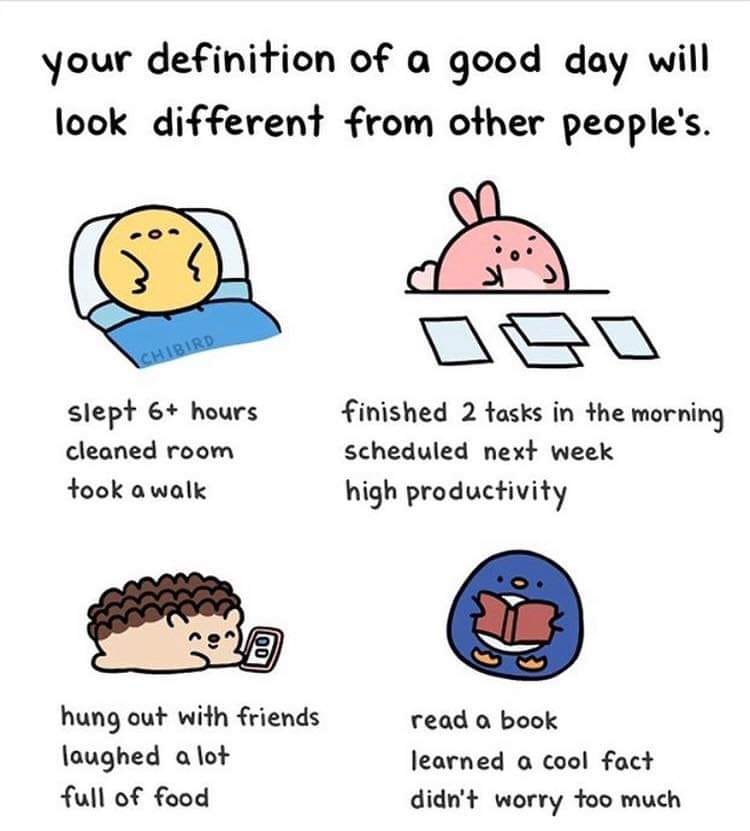 your definition of a good day will
look different from other people's.
CHIBIRD
slept 6+ hours
cleaned room
took a walk
finished 2 tasks in the morning
scheduled next week
high productivity
hung out with friends
laughed a lot
full of food
read a book
learned a cool fact
didn't worry too much